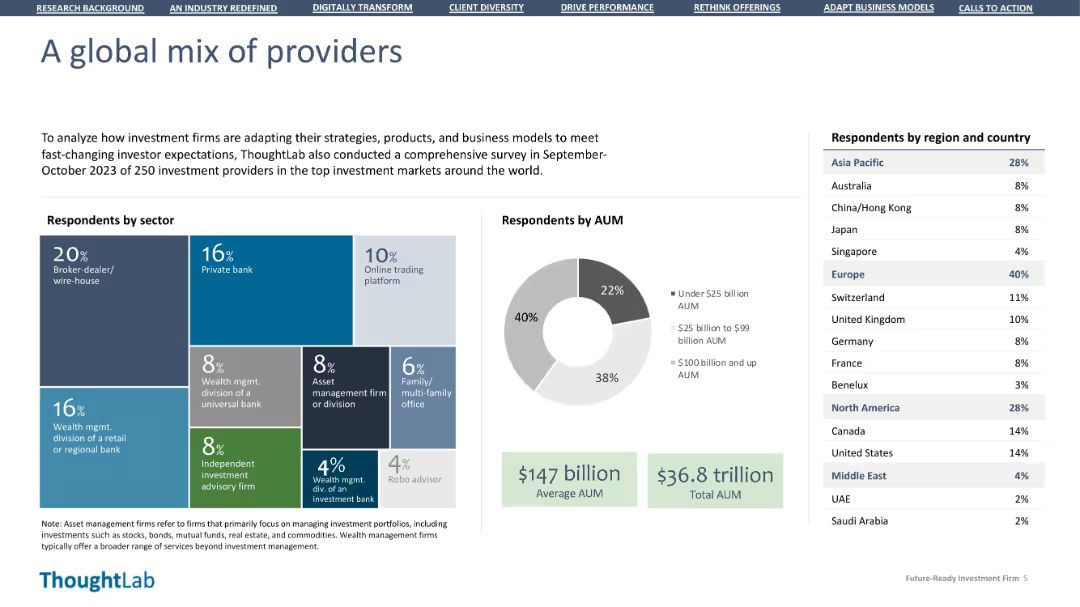 RESEARCH BACKGROUND AN INDUSTRY REDEFINED DIGITALLY TRANSFORM CLIENT DIVERSITY DRIVE PERFORMANCE RETHINK OFFERINGS ADAPT BUSINESS MODELS CALLS TO ACTION
A global mix of providers
To analyze how investment firms are adapting their strategies, products, and business models to meet
fast-changing investor expectations, ThoughtLab also conducted a comprehensive survey in September-
October 2023 of 250 investment providers in the top investment markets around the world.
Respondents by sector
20%
Broker-dealer/
wire-house
16%
Private bank
10%
Online trading
platform
16%
Wealth mgmt.
division of a retail
or regional bank
8%
Wealth mgmt.
division of a
universal bank
8%
Asset
management firm
or division
6%
Family/
multi-family
office
8%
Independent
investment
advisory firm
4%
Wealth mgmt.
div. of an
investment bank
4%
Robo advisor
Note: Asset management firms refer to firms that primarily focus on managing investment portfolios, including
investments such as stocks, bonds, mutual funds, real estate, and commodities. Wealth management firms
typically offer a broader range of services beyond investment management.
Respondents by AUM
22%
40%
38%
Under $25 billion
AUM
$25 billion to $99
billion AUM
$100 billion and up
AUM
$147 billion
Average AUM
$36.8 trillion
Total AUM
Respondents by region and country
Asia Pacific 28%
Australia 8%
China/Hong Kong 8%
Japan 8%
Singapore 4%
Europe 40%
Switzerland 11%
United Kingdom 10%
Germany 8%
France 8%
Benelux 3%
North America 28%
Canada 14%
United States 14%
Middle East 4%
UAE 2%
Saudi Arabia 2%
ThoughtLab
Future-Ready Investment Firm 5